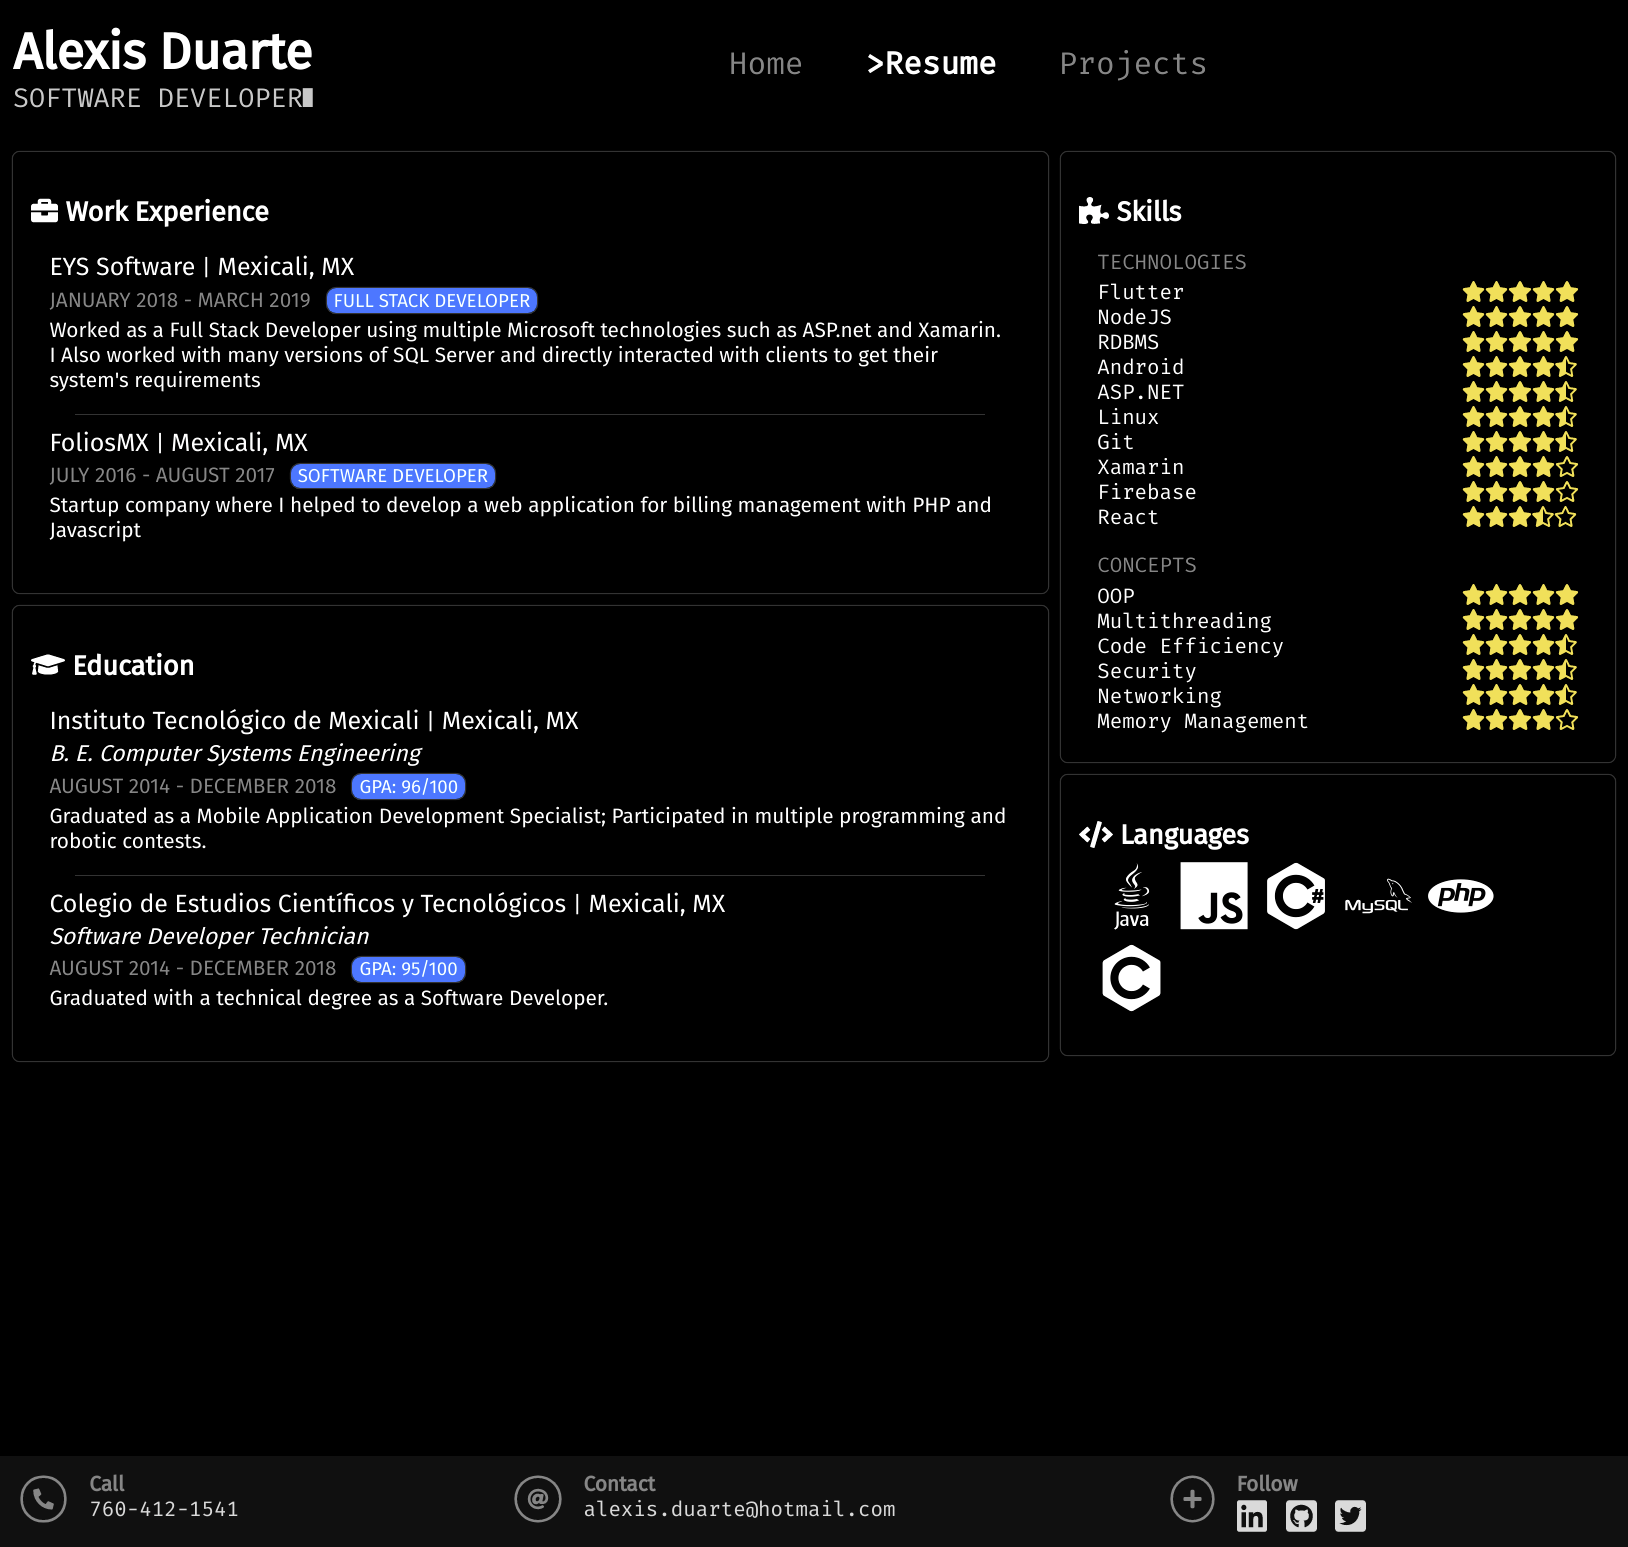 Alexis Duarte
SOFTWARE DEVELOPER
Home >Resume Projects
Work Experience
EYS Software | Mexicali, MX
JANUARY 2018 - MARCH 2019 FULL STACK DEVELOPER
Worked as a Full Stack Developer using multiple Microsoft technologies such as ASP.net and Xamarin.
I Also worked with many versions of SQL Server and directly interacted with clients to get their
system's requirements
FoliosMX | Mexicali, MX
JULY 2016 - AUGUST 2017 SOFTWARE DEVELOPER
Startup company where I helped to develop a web application for billing management with PHP and
Javascript
Education
Instituto Tecnológico de Mexicali | Mexicali, MX
B. E. Computer Systems Engineering
AUGUST 2014 - DECEMBER 2018 GPA: 96/100
Graduated as a Mobile Application Development Specialist; Participated in multiple programming and
robotic contests.
Colegio de Estudios Científicos y Tecnológicos | Mexicali, MX
Software Developer Technician
AUGUST 2014 - DECEMBER 2018 GPA: 95/100
Graduated with a technical degree as a Software Developer.
Skills
TECHNOLOGIES
Flutter
NodeJS
RDBMS
Android
ASP.NET
Linux
Git
Xamarin
Firebase
React
CONCEPTS
OOP
Multithreading
Code Efficiency
Security
Networking
Memory Management
</> Languages
Java JS C# MySQL php
C
Call
760-412-1541
@ Contact
alexis.duarte@hotmail.com
Follow
in